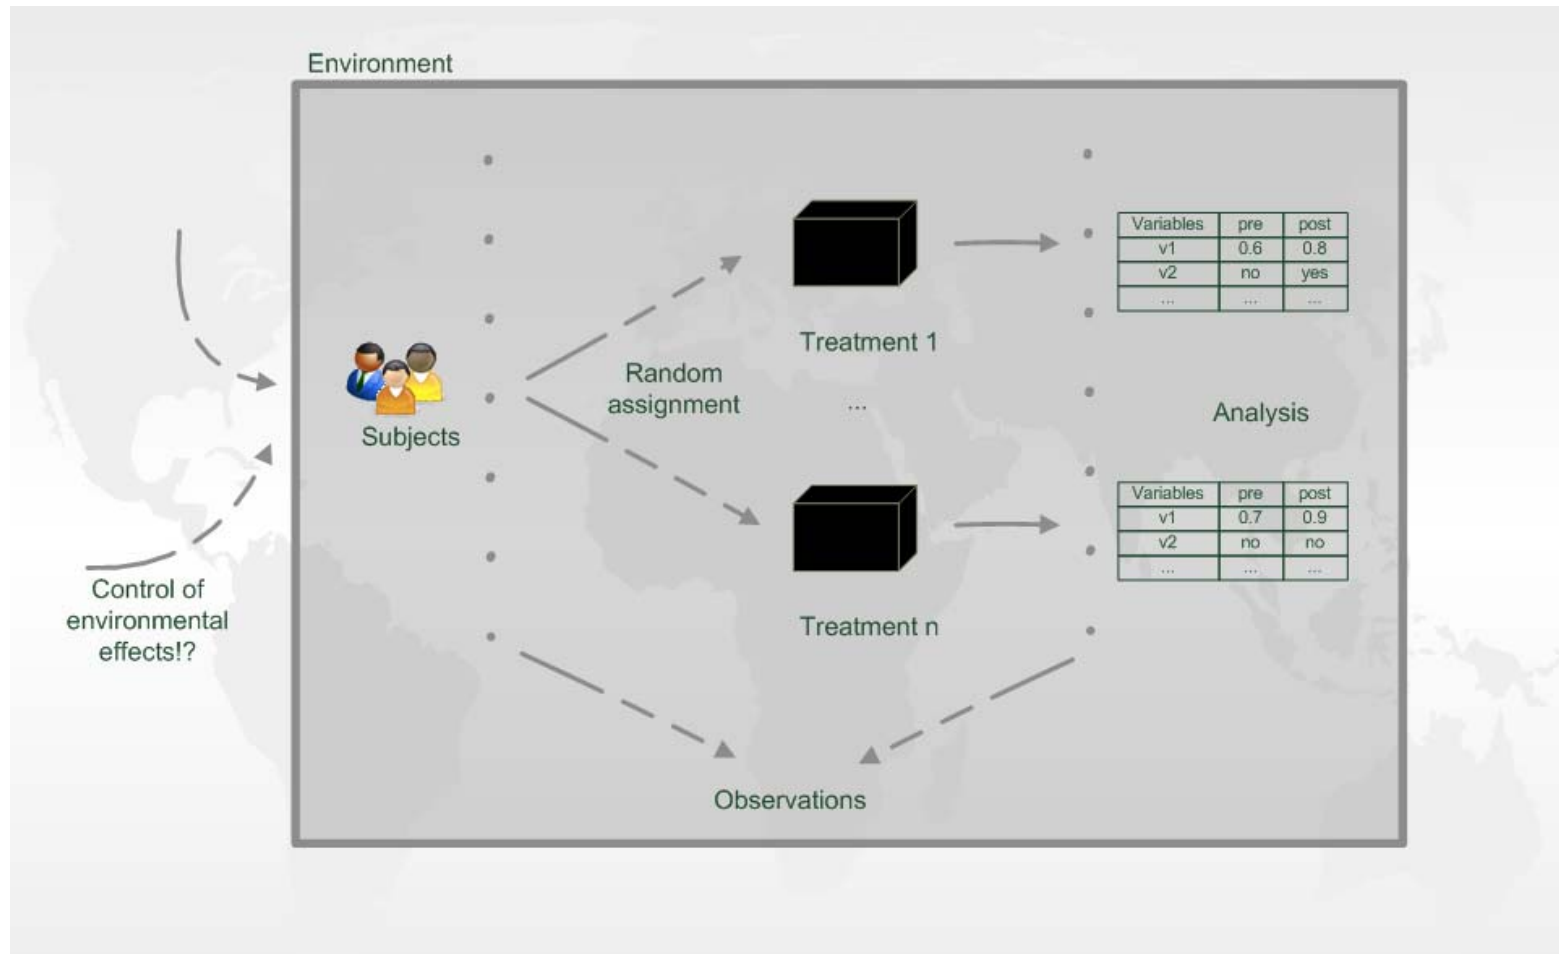 Environment
Variables pre post
v1 0.6 0.8
v2 no yes
... ... ...
Treatment 1
Random
assignment
...
Analysis
Subjects
Variables pre post
v1 0.7 0.9
v2 no no
... ... ...
Control of
environmental
effects!?
Treatment n
Observations